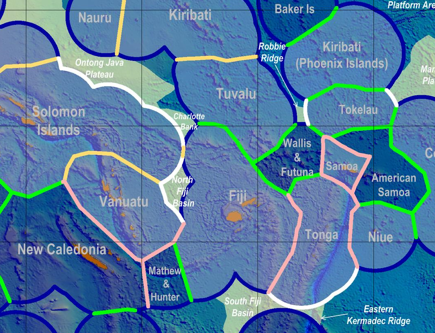 Nauru
Kiribati
Baker Is
Platform Are
Robbie
Ridge
Kiribati
(Phoenix Islands)
Ontong Java
Plateau
Tuvalu
Tokelau
Solomon
Islands
Charlotte
Bank
Wallis
&
Futuna
Samoa
American
Samoa
North
Fiji
Basin
Vanuatu
Fiji
Tonga
Niue
New Caledonia
Mathew
&
Hunter
South Fiji
Basin
Eastern
Kermadec Ridge